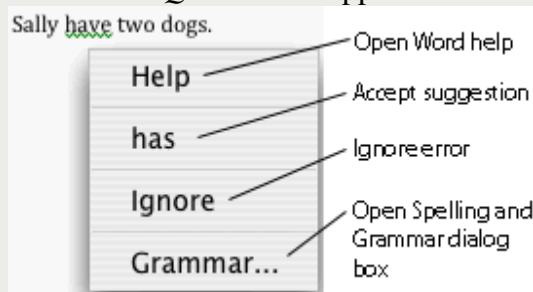 Sally have two dogs.
Help
Open Word help
has
Accept suggestion
Ignore
Ignore error
Grammar...
Open Spelling and
Grammar dialog
box